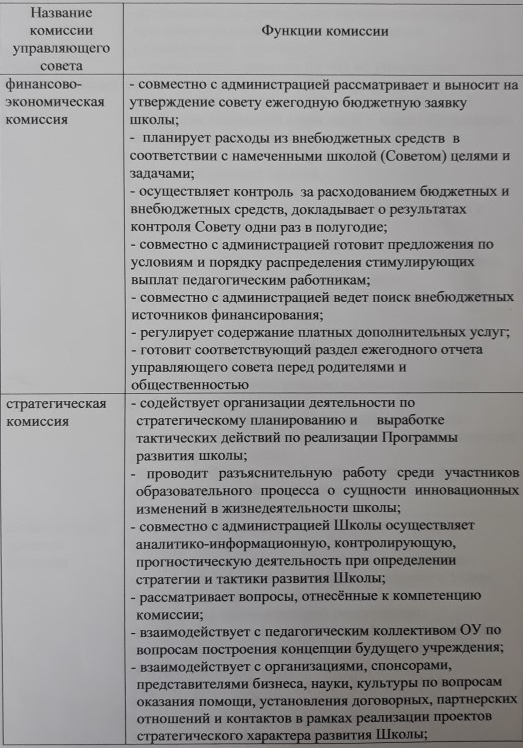 Название
комиссии
управляющего
совета
Функции комиссии
финансово-
экономическая
комиссия
- совместно с администрацией рассматривает и выносит на
утверждение совету ежегодную бюджетную заявку
школы;
- планирует расходы из внебюджетных средств в
соответствии с намеченными школой (Советом) целями и
задачами;
- осуществляет контроль за расходованием бюджетных и
внебюджетных средств, докладывает о результатах
контроля Совету одни раз в полугодие;
- совместно с администрацией готовит предложения по
условиям и порядку распределения стимулирующих
выплат педагогическим работникам;
- совместно с администрацией ведет поиск внебюджетных
источников финансирования;
- регулирует содержание платных дополнительных услуг;
- готовит соответствующий раздел ежегодного отчета
управляющего совета перед родителями и
общественностью
стратегическая
комиссия
- содействует организации деятельности по
стратегическому планированию и выработке
тактических действий по реализации Программы
развития школы;
- проводит разъяснительную работу среди участников
образовательного процесса о сущности инновационных
изменений в жизнедеятельности школы;
- совместно с администрацией Школы осуществляет
аналитико-информационную, контролирующую,
прогностическую деятельность при определении
стратегии и тактики развития Школы;
- рассматривает вопросы, отнесённые к компетенцию
комиссии;
- взаимодействует с педагогическим коллективом ОУ по
вопросам построения концепции будущего учреждения;
- взаимодействует с организациями, спонсорами,
представителями бизнеса, науки, культуры по вопросам
оказания помощи, установления договорных, партнерских
отношений и контактов в рамках реализации проектов
стратегического характера развития Школы;